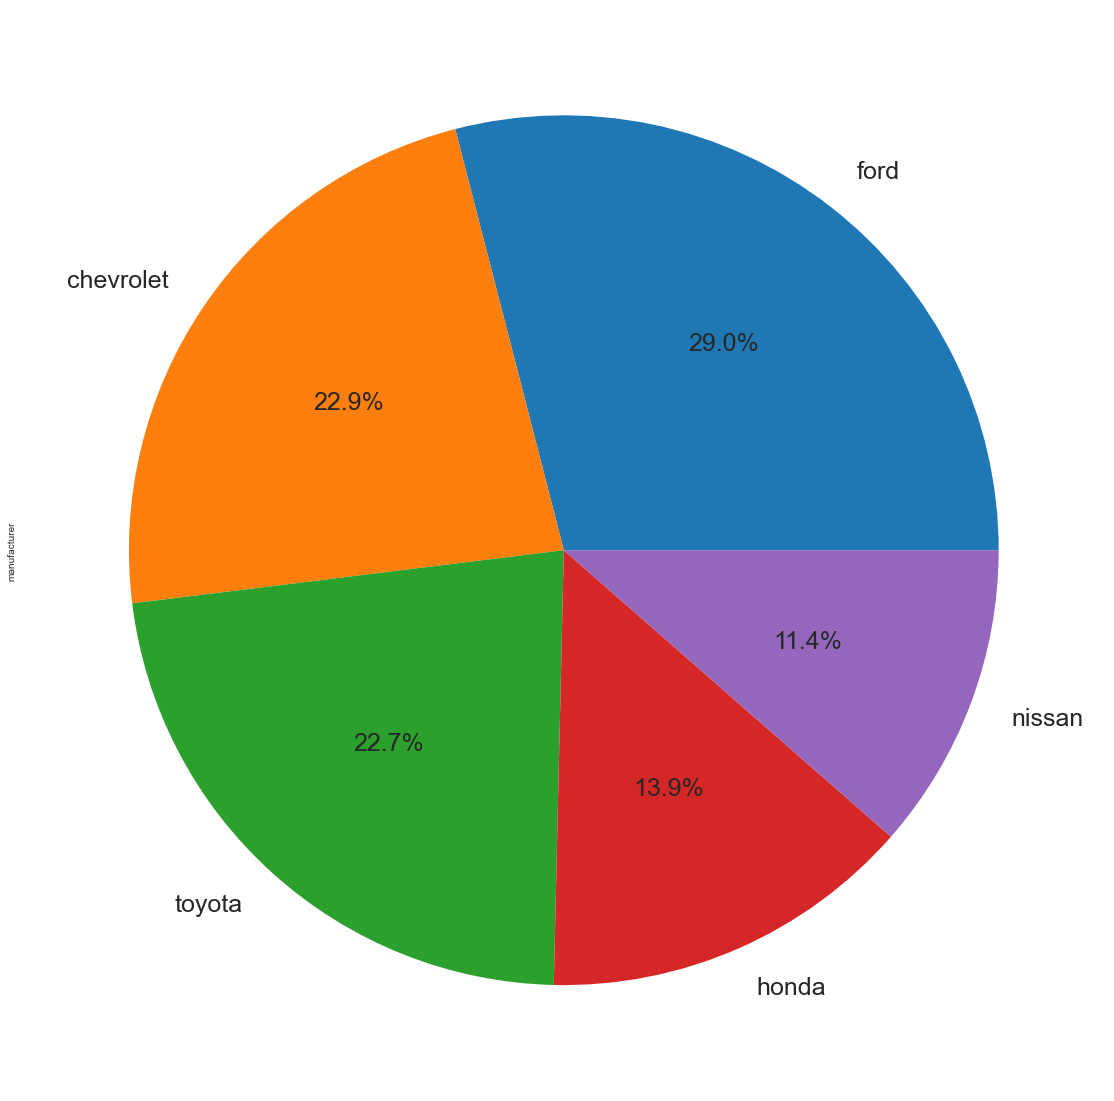 ford
29.0%
chevrolet
22.9%
manufacturer
11.4%
nissan
22.7%
13.9%
toyota
honda